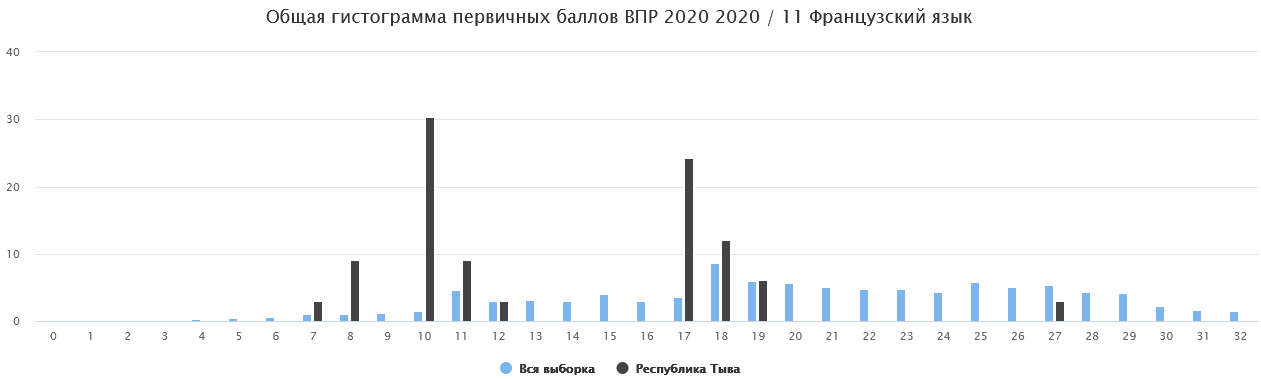 Общая гистограмма первичных баллов ВПР 2020 2020 / 11 Французский язык
40
30
20
10
0
0 1 2 3 4 5 6 7 8 9 10 11 12 13 14 15 16 17 18 19 20 21 22 23 24 25 26 27 28 29 30 31 32
Вся выборка Республика Тыва